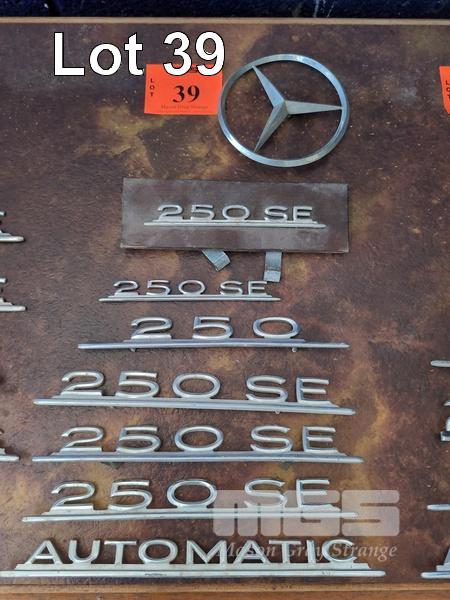 Lot 39
LOT
39
Mason Gray Strange
250 SE
250 SE
250
250 SE
250 SE
250 SE
MGS
Mason Gray Strange
AUTOMATIC